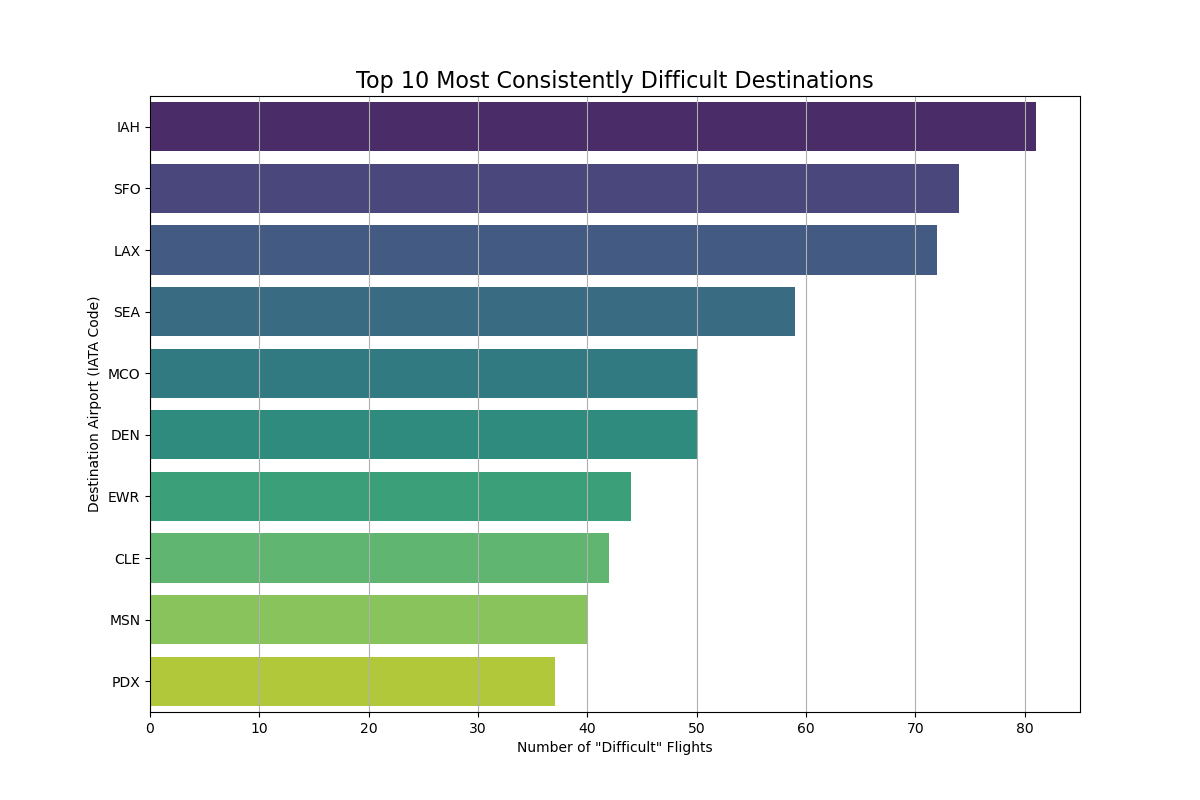 Top 10 Most Consistently Difficult Destinations
Destination Airport (IATA Code)
IAH
SFO
LAX
SEA
MCO
DEN
EWR
CLE
MSN
PDX
0 10 20 30 40 50 60 70 80
Number of "Difficult" Flights